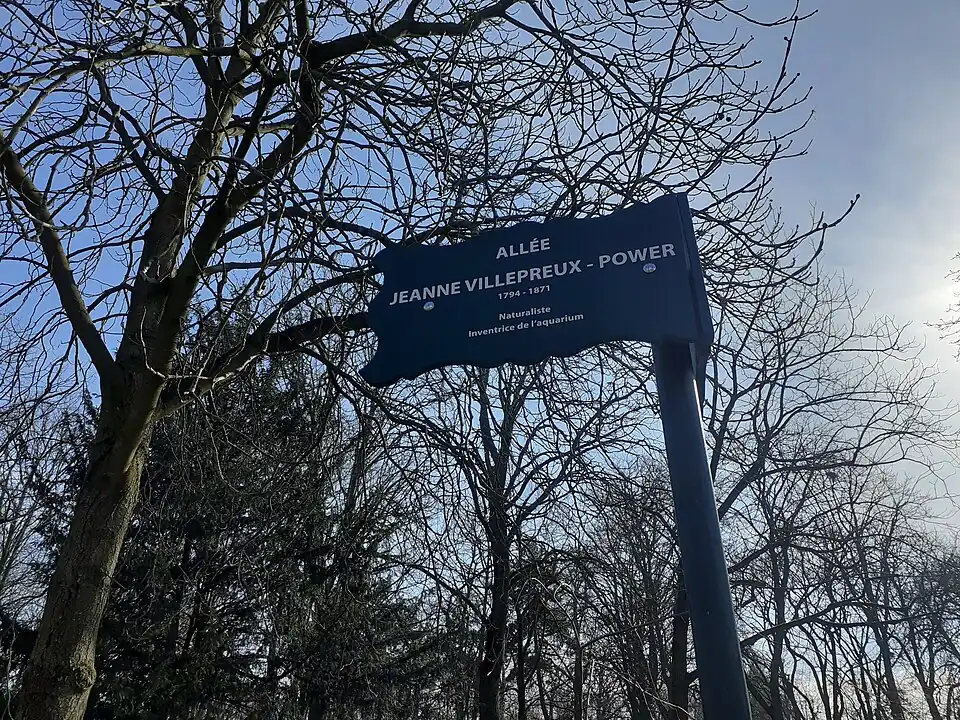 ALLÉE
JEANNE VILLEPREUX - POWER
1794 - 1871
Naturaliste
Inventrice de l'aquarium